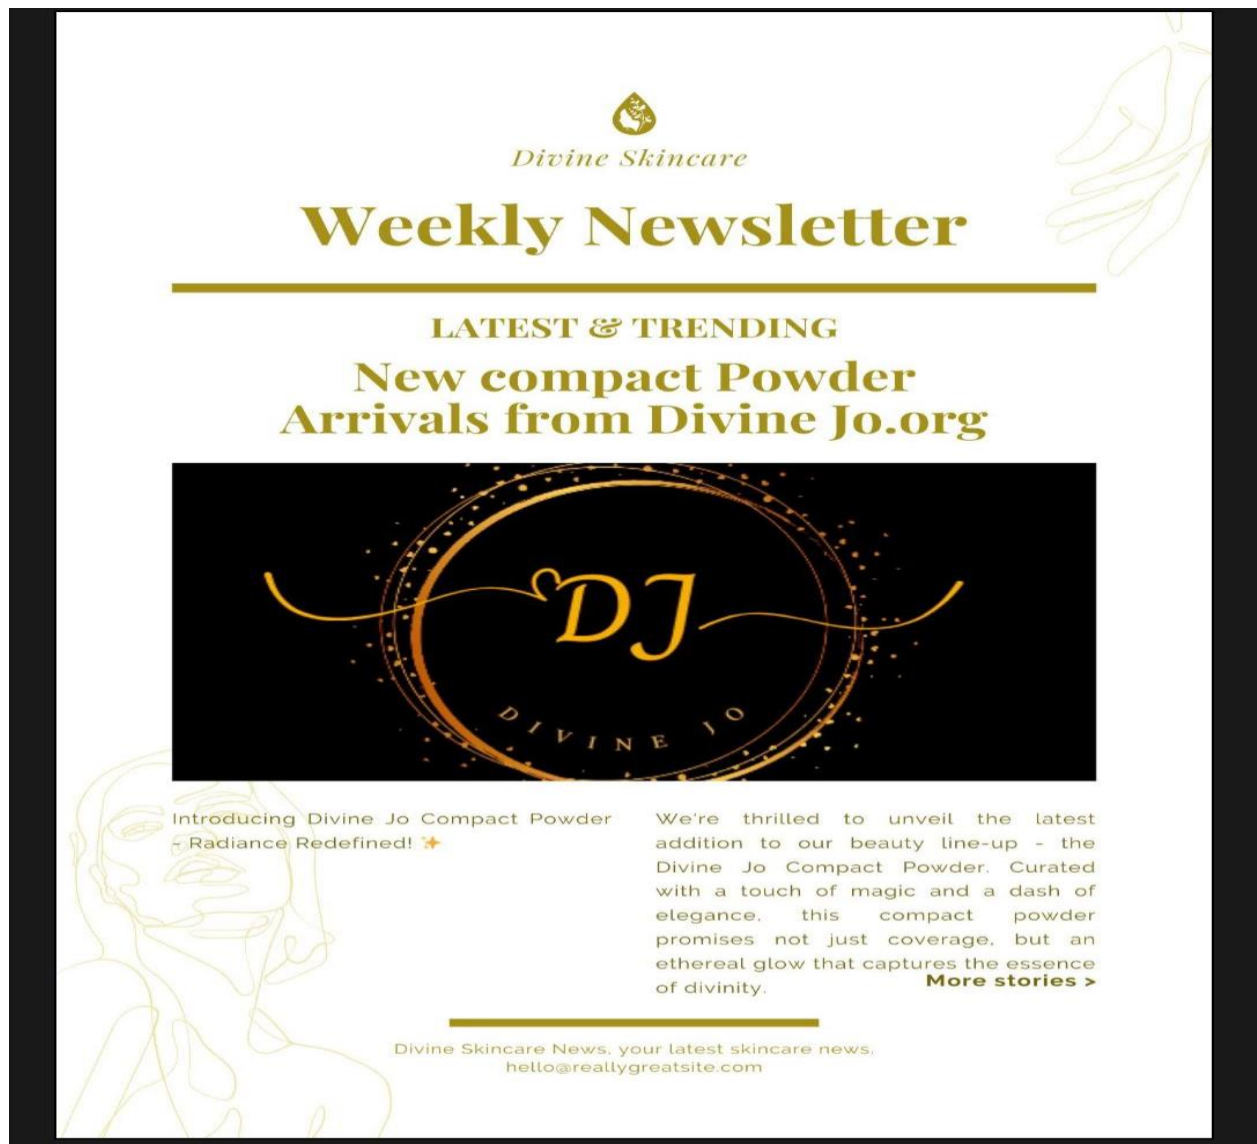 Divine Skincare
Weekly Newsletter
LATEST & TRENDING
New compact Powder
Arrivals from Divine Jo.org
DJ
DIVINE JO
Introducing Divine Jo Compact Powder
- Radiance Redefined! ✨
We're thrilled to unveil the latest
addition to our beauty line-up - the
Divine Jo Compact Powder. Curated
with a touch of magic and a dash of
elegance, this compact powder
promises not just coverage, but an
ethereal glow that captures the essence
of divinity.
More stories >
Divine Skincare News, your latest skincare news,
hello@reallygreatsite.com